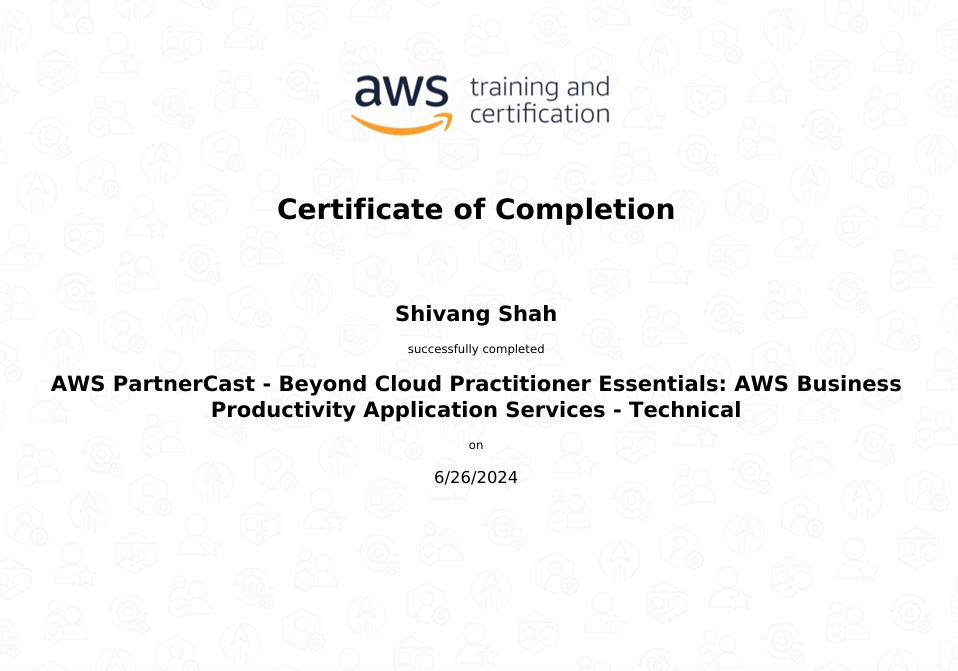 aws training and
certification
Certificate of Completion
Shivang Shah
successfully completed
AWS PartnerCast - Beyond Cloud Practitioner Essentials: AWS Business
Productivity Application Services - Technical
on
6/26/2024